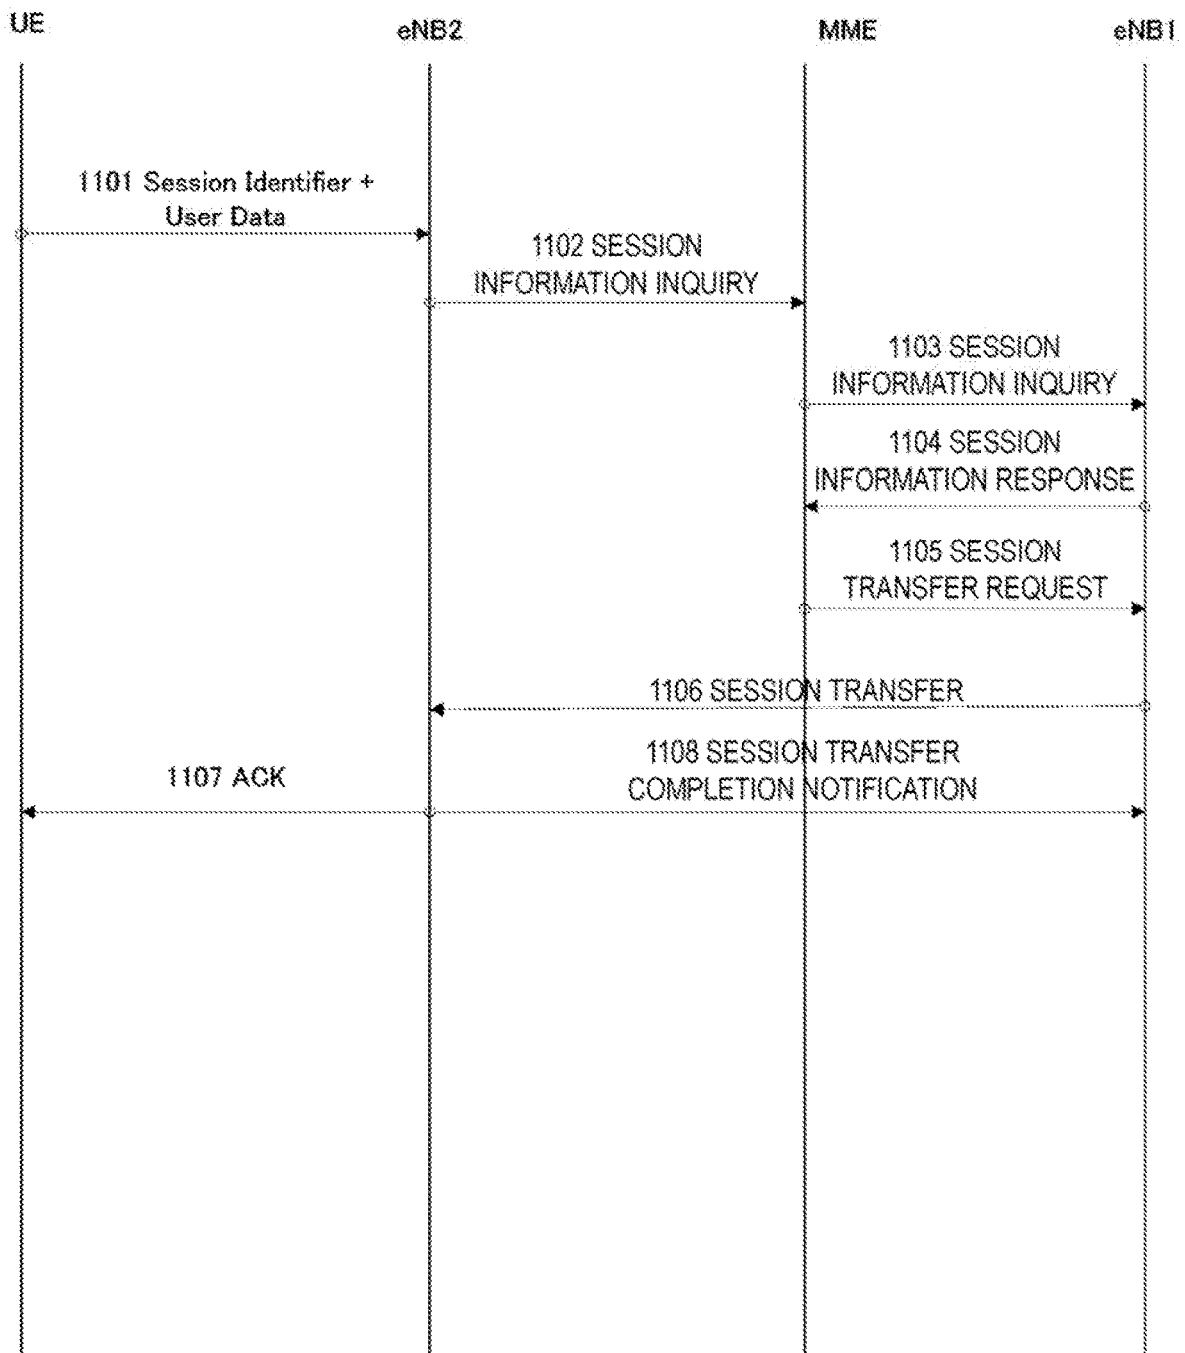 UE
eNB2
MME
eNB1
1101 Session Identifier +
User Data
1102 SESSION
INFORMATION INQUIRY
1103 SESSION
INFORMATION INQUIRY
1104 SESSION
INFORMATION RESPONSE
1105 SESSION
TRANSFER REQUEST
1106 SESSION TRANSFER
1107 ACK
1108 SESSION TRANSFER
COMPLETION NOTIFICATION